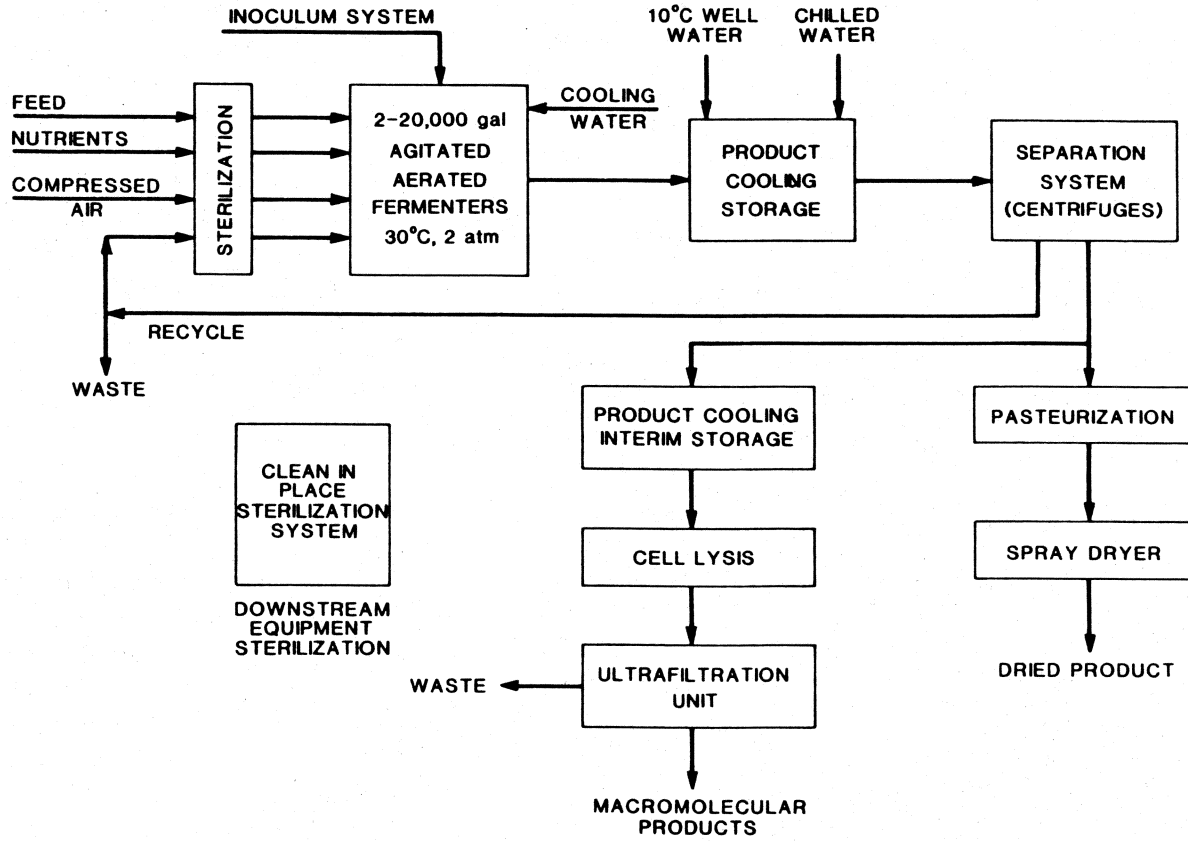 INOCULUM SYSTEM
10°C WELL
WATER
CHILLED
WATER
FEED
NUTRIENTS
COMPRESSED
AIR
STERILIZATION
2-20,000 gal
AGITATED
AERATED
FERMENTERS
30°C, 2 atm
COOLING
WATER
PRODUCT
COOLING
STORAGE
SEPARATION
SYSTEM
(CENTRIFUGES)
RECYCLE
WASTE
CLEAN IN
PLACE
STERILIZATION
SYSTEM
DOWNSTREAM
EQUIPMENT
STERILIZATION
PRODUCT COOLING
INTERIM STORAGE
CELL LYSIS
ULTRAFILTRATION
UNIT
WASTE
MACROMOLECULAR
PRODUCTS
PASTEURIZATION
SPRAY DRYER
DRIED PRODUCT